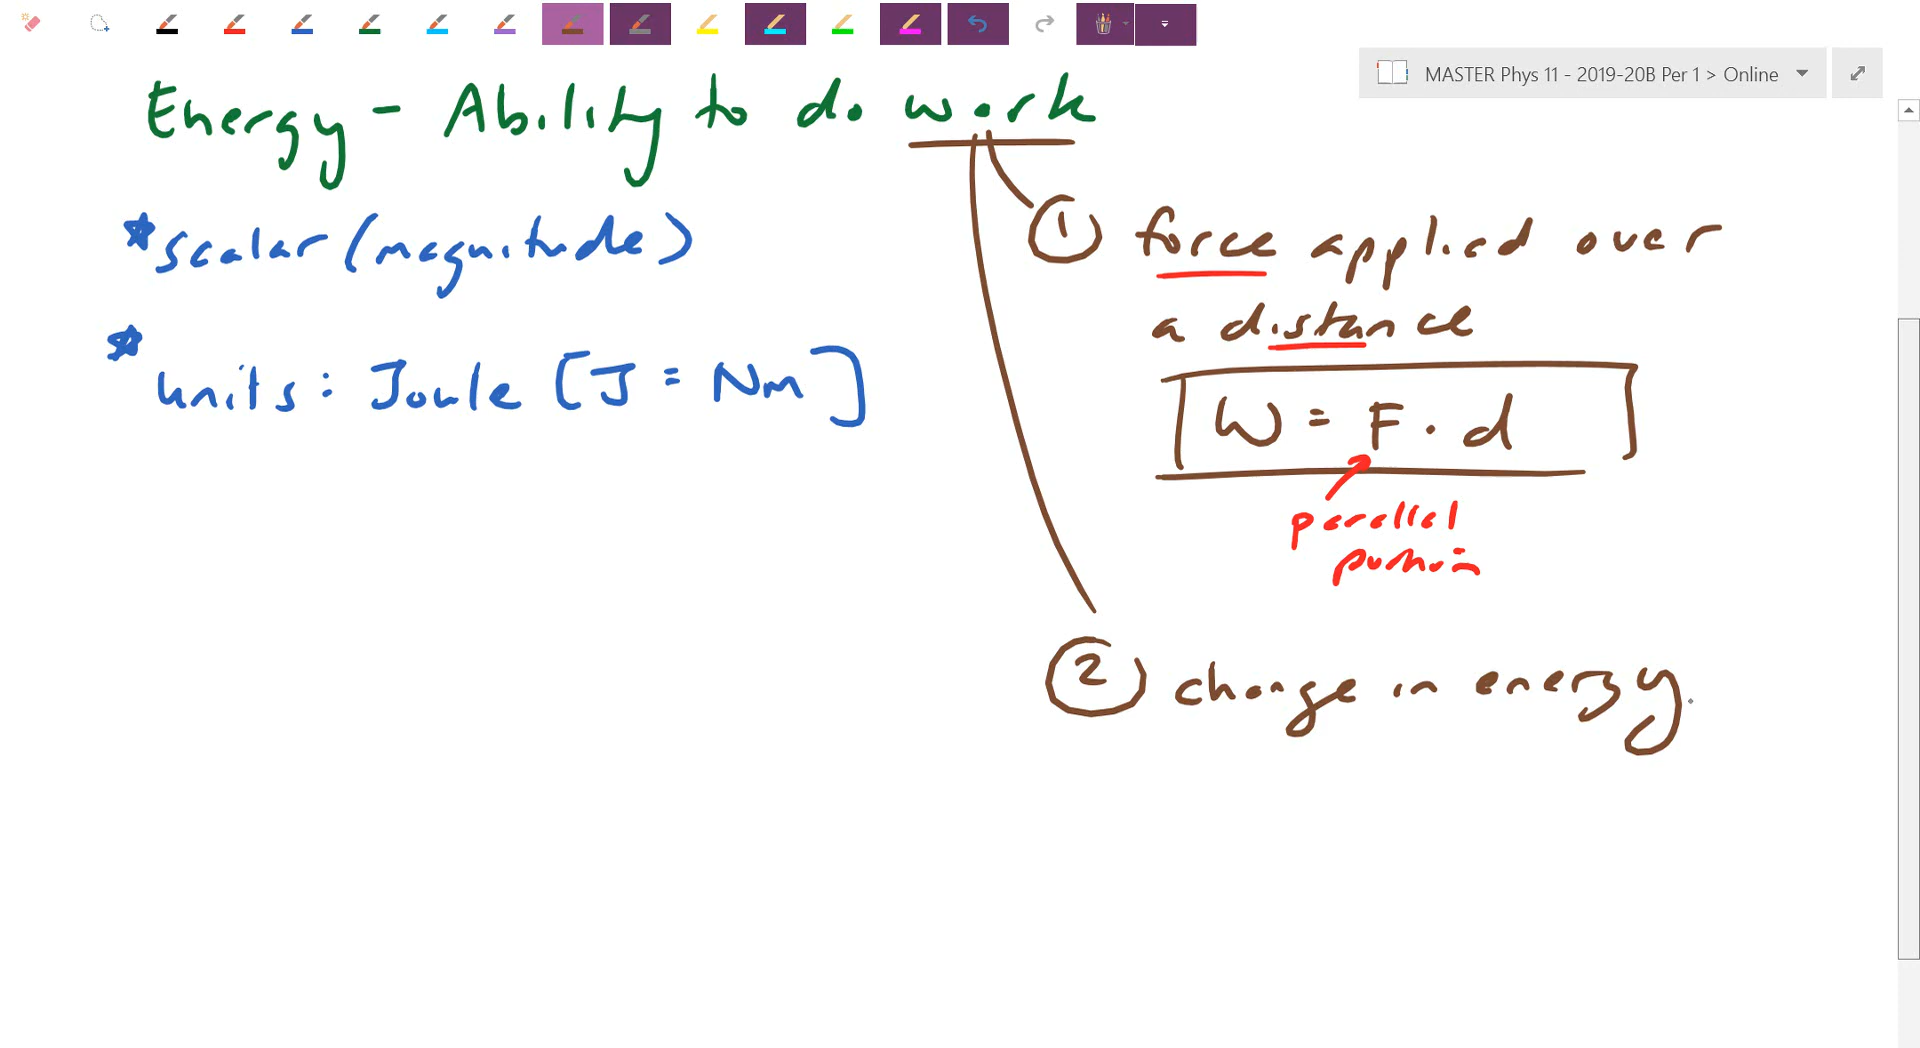 MASTER Phys 11 - 2019-20B Per 1 > Online
Energy - Ability to do work
*scalar (magnitude)
*units: Joule [J = Nm]
① force applied over
a distance
W = F · d
parallel
② change in energy